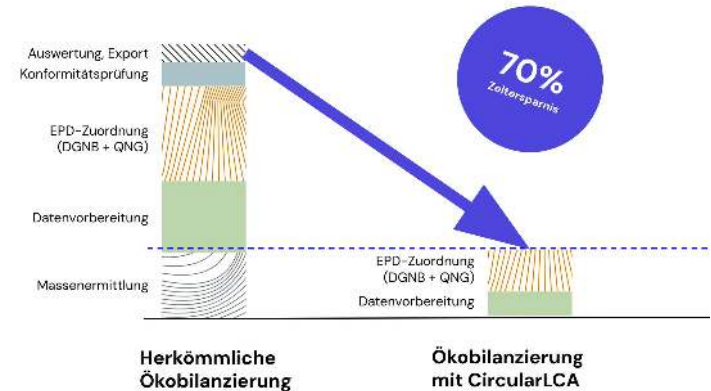 Auswertung, Export
Konformitätsprüfung
EPD-Zuordnung
(DGNB + QNG)
Datenvorbereitung
Massenermittlung
70%
Zeitersparnis
EPD-Zuordnung
(DGNB + QNG)
Datenvorbereitung
Herkömmliche
Ökobilanzierung
Ökobilanzierung
mit CircularLCA